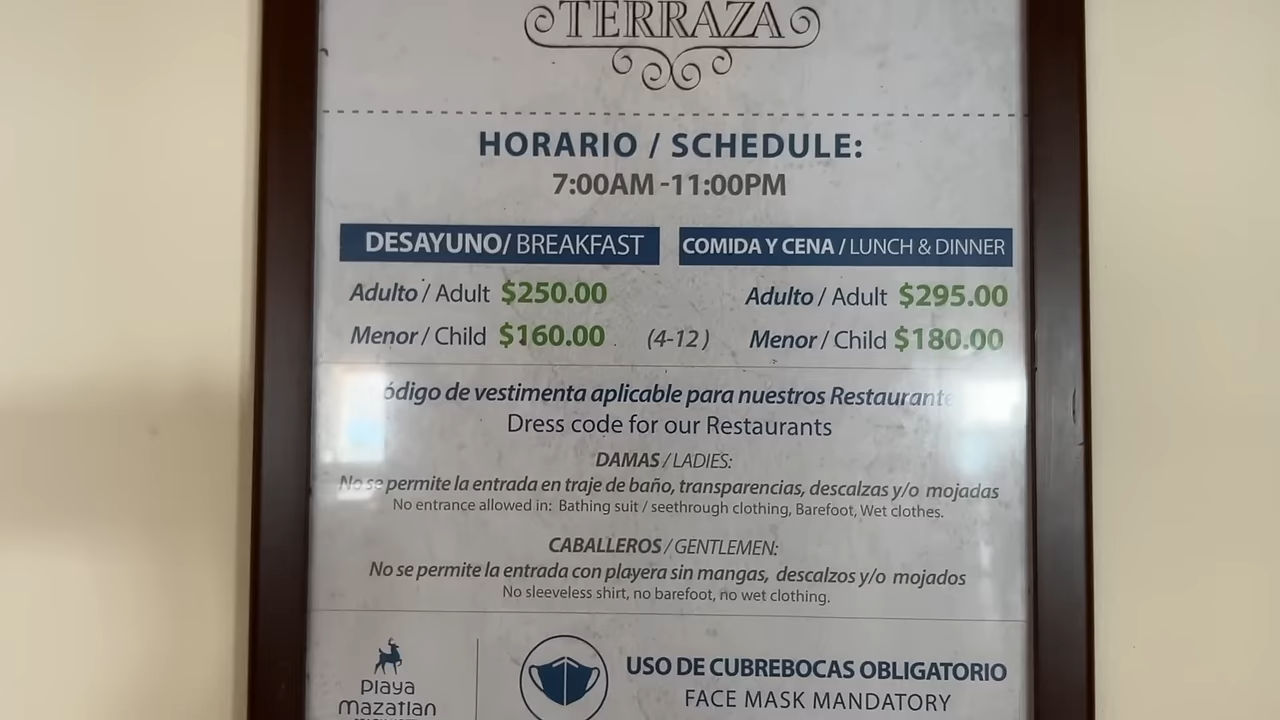 TERRAZA
HORARIO / SCHEDULE:
7:00AM -11:00PM
DESAYUNO/ BREAKFAST
Adulto / Adult $250.00
Menor / Child $160.00
(4-12)
COMIDA Y CENA / LUNCH & DINNER
Adulto / Adult $295.00
Menor / Child $180.00
ódigo de vestimenta aplicable para nuestros Restaurante
Dress code for our Restaurants
DAMAS / LADIES:
No se permite la entrada en traje de baño, transparencias, descalzas y/o mojadas
No entrance allowed in: Bathing suit / seethrough clothing, Barefoot, Wet clothes.
CABALLEROS / GENTLEMEN:
No se permite la entrada con playera sin mangas, descalzos y/o mojados
No sleeveless shirt, no barefoot, no wet clothing.
Playa
mazatlan
USO DE CUBREBOCAS OBLIGATORIO
FACE MASK MANDATORY